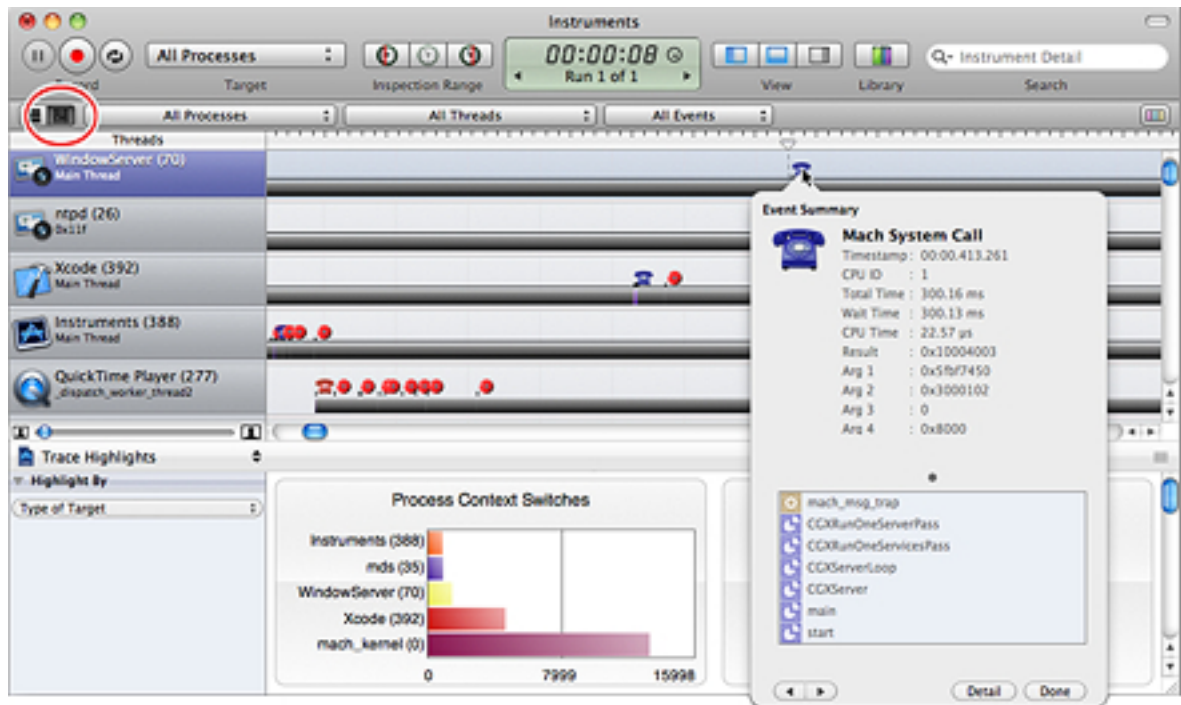 Instruments
All Processes
00:00:08
Run 1 of 1
Instrument Detail
Target
Inspection Range
View
Library
Search
All Processes
All Threads
All Events
Threads
WindowServer (70)
Main Thread
ntpd (26)
0x11f
Xcode (392)
Main Thread
Instruments (388)
Main Thread
QuickTime Player (277)
_dispatch_worker_thread2
Event Summary
Mach System Call
Timestamp : 00:00.413.261
CPU ID : 1
Total Time : 300.16 ms
Wait Time : 300.13 ms
CPU Time : 22.57 µs
Result : 0x10004003
Arg 1 : 0x5fbf7450
Arg 2 : 0x3000102
Arg 3 : 0
Arg 4 : 0x8000
mach_msg_trap
CGXRunOneServerPass
CGXRunOneServicesPass
CGXServerLoop
CGXServer
main
start
Detail
Done
Trace Highlights
Highlight By
Type of Target
Process Context Switches
Instruments (388)
mds (35)
WindowServer (70)
Xcode (392)
mach_kernel (0)
0
7999
15998